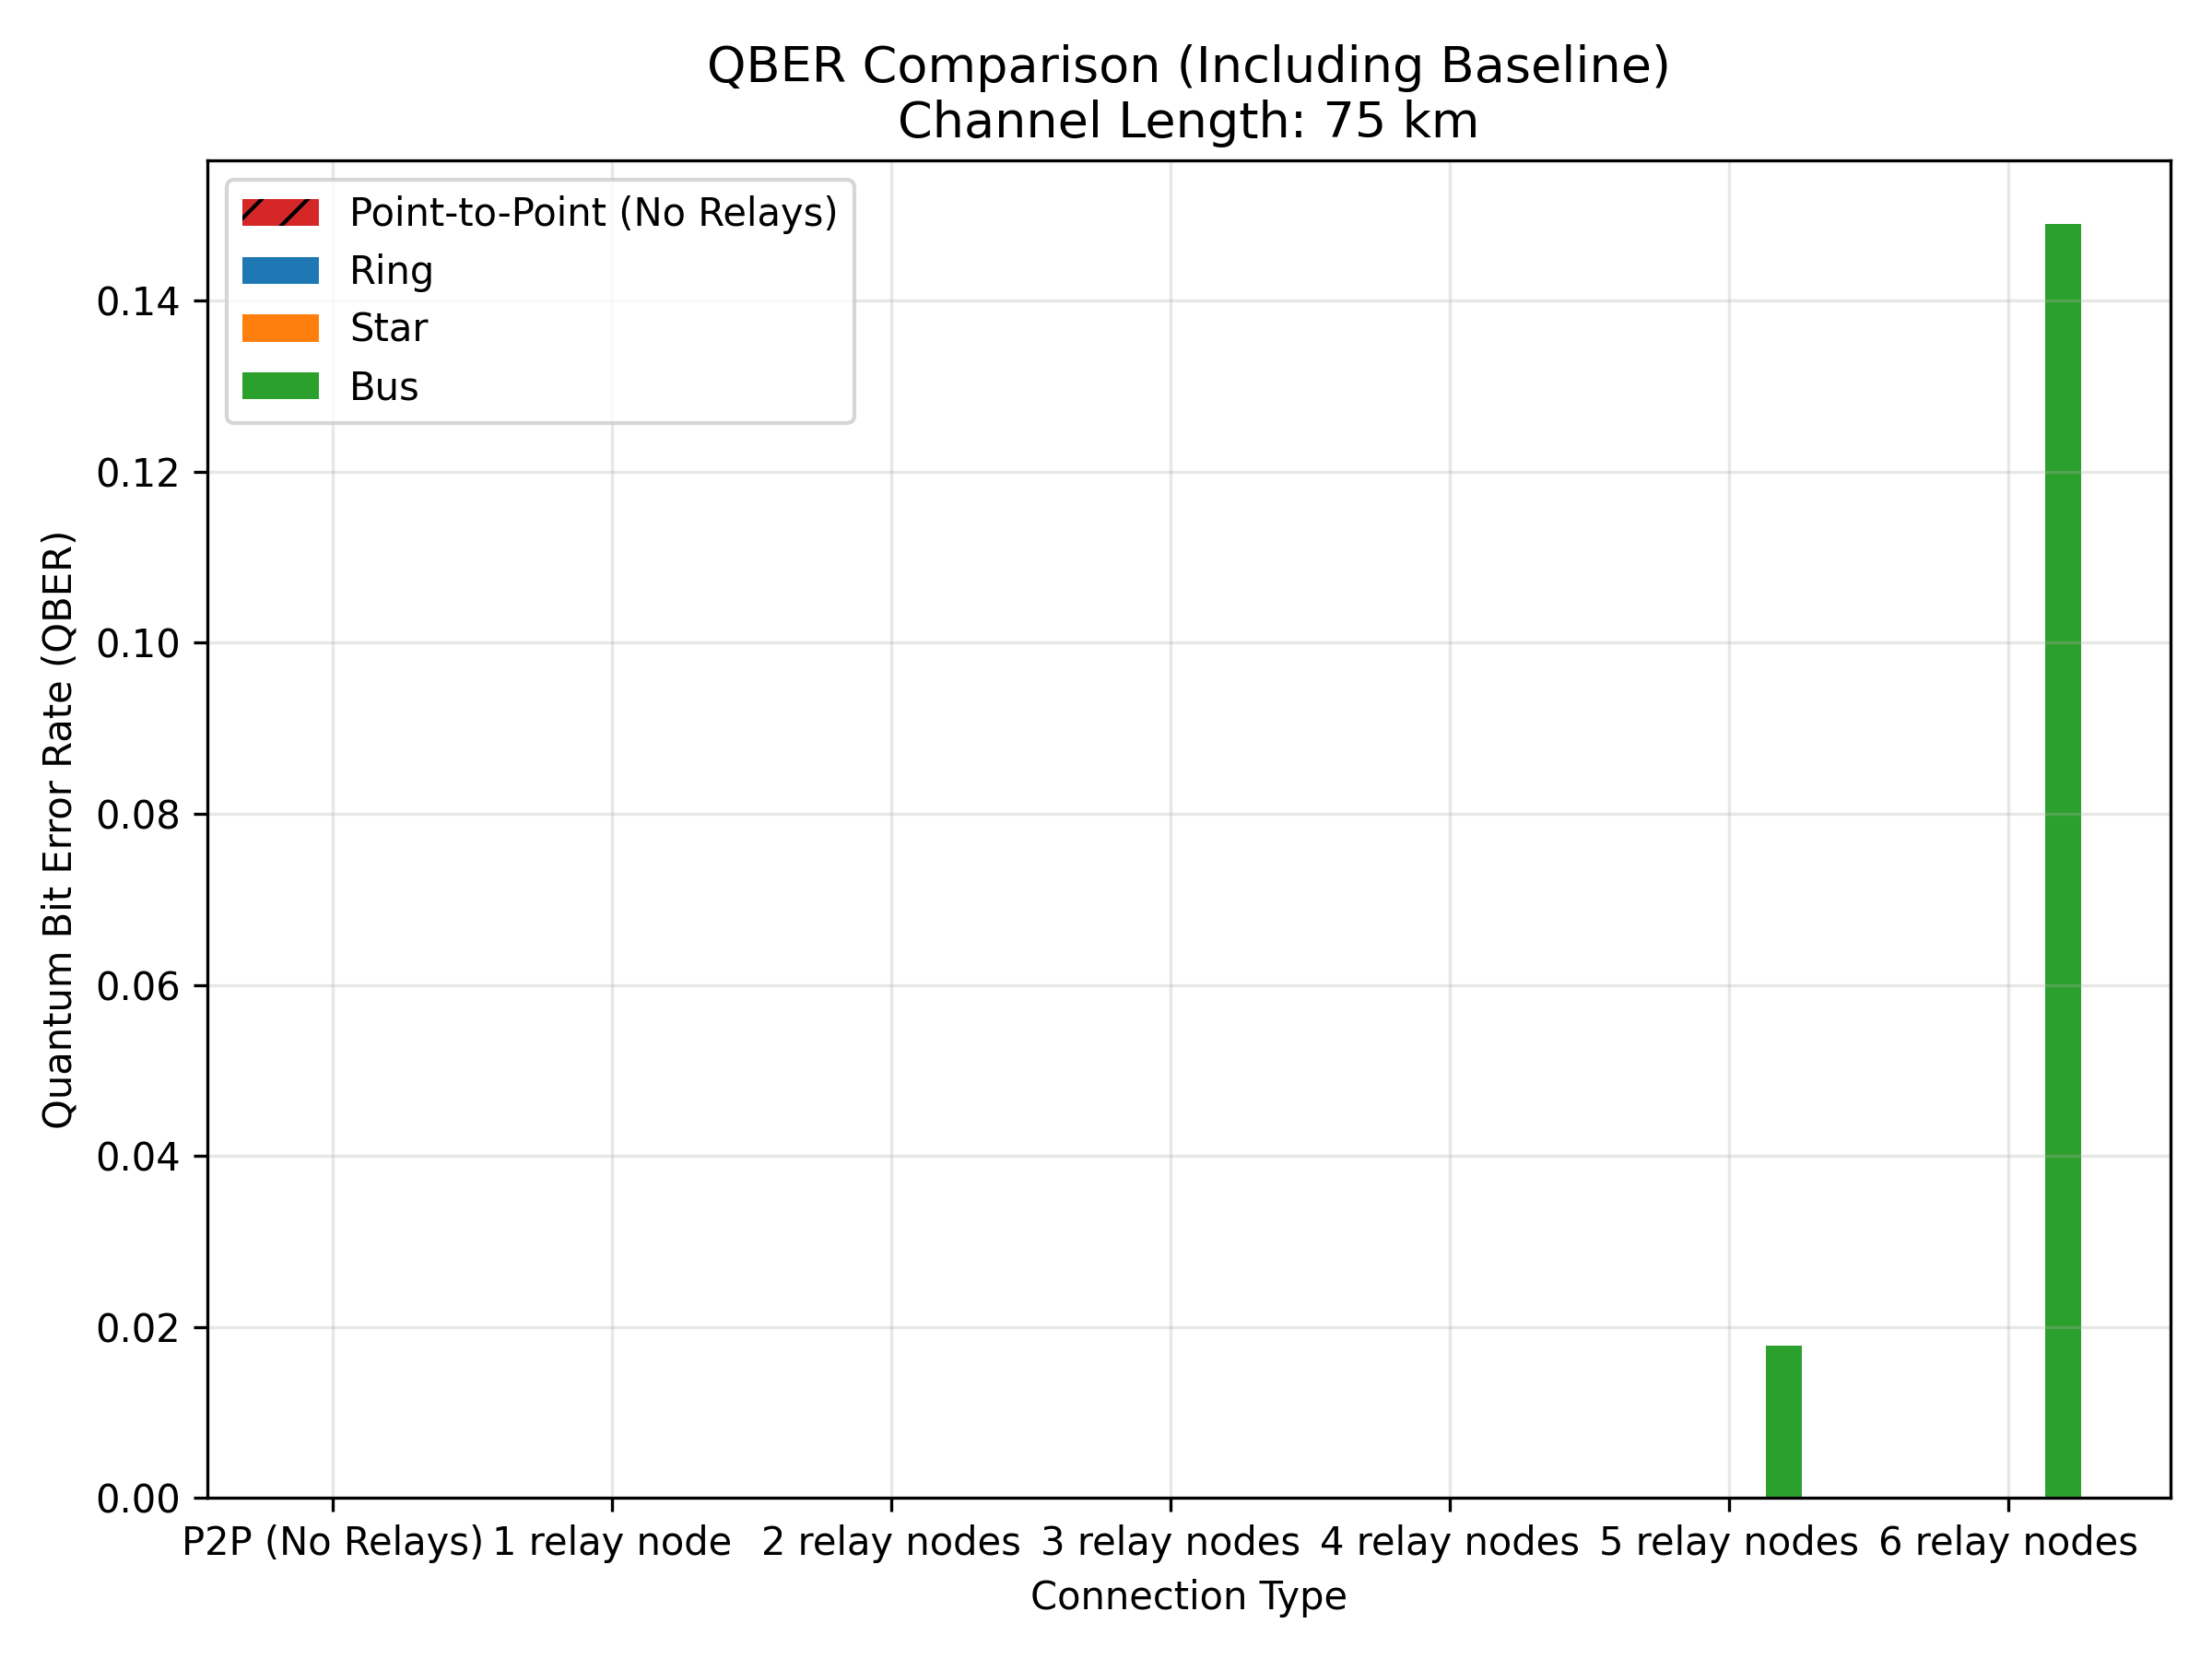 QBER Comparison (Including Baseline)
Channel Length: 75 km
Point-to-Point (No Relays)
Ring
Star
Bus
Quantum Bit Error Rate (QBER)
0.14
0.12
0.10
0.08
0.06
0.04
0.02
0.00
P2P (No Relays) 1 relay node 2 relay nodes 3 relay nodes 4 relay nodes 5 relay nodes 6 relay nodes
Connection Type